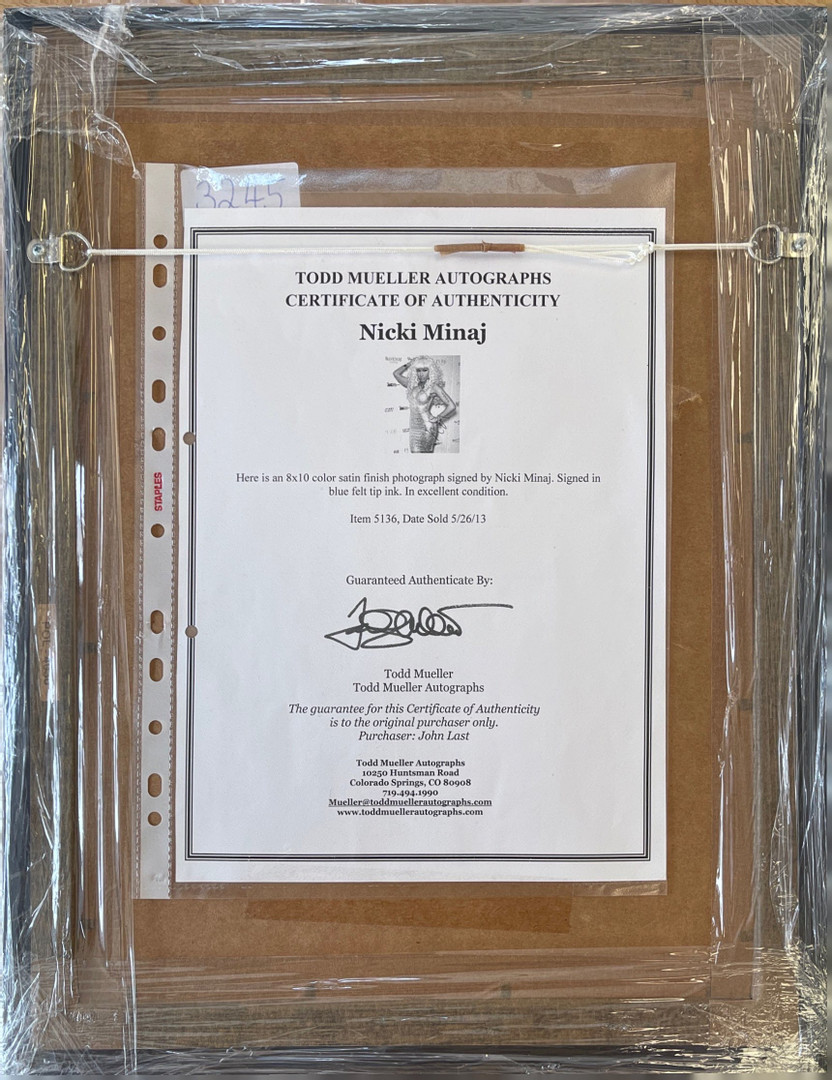 3245
TODD MUELLER AUTOGRAPHS
CERTIFICATE OF AUTHENTICITY
Nicki Minaj
Here is an 8x10 color satin finish photograph signed by Nicki Minaj. Signed in
blue felt tip ink. In excellent condition.
Item 5136, Date Sold 5/26/13
STAPLES
Guaranteed Authenticate By:
Todd Mueller
Todd Mueller Autographs
The guarantee for this Certificate of Authenticity
is to the original purchaser only.
Purchaser: John Last
Todd Mueller Autographs
10250 Huntsman Road
Colorado Springs, CO 80908
719.494.1990
Mueller@toddmuellerautographs.com
www.toddmuellerautographs.com